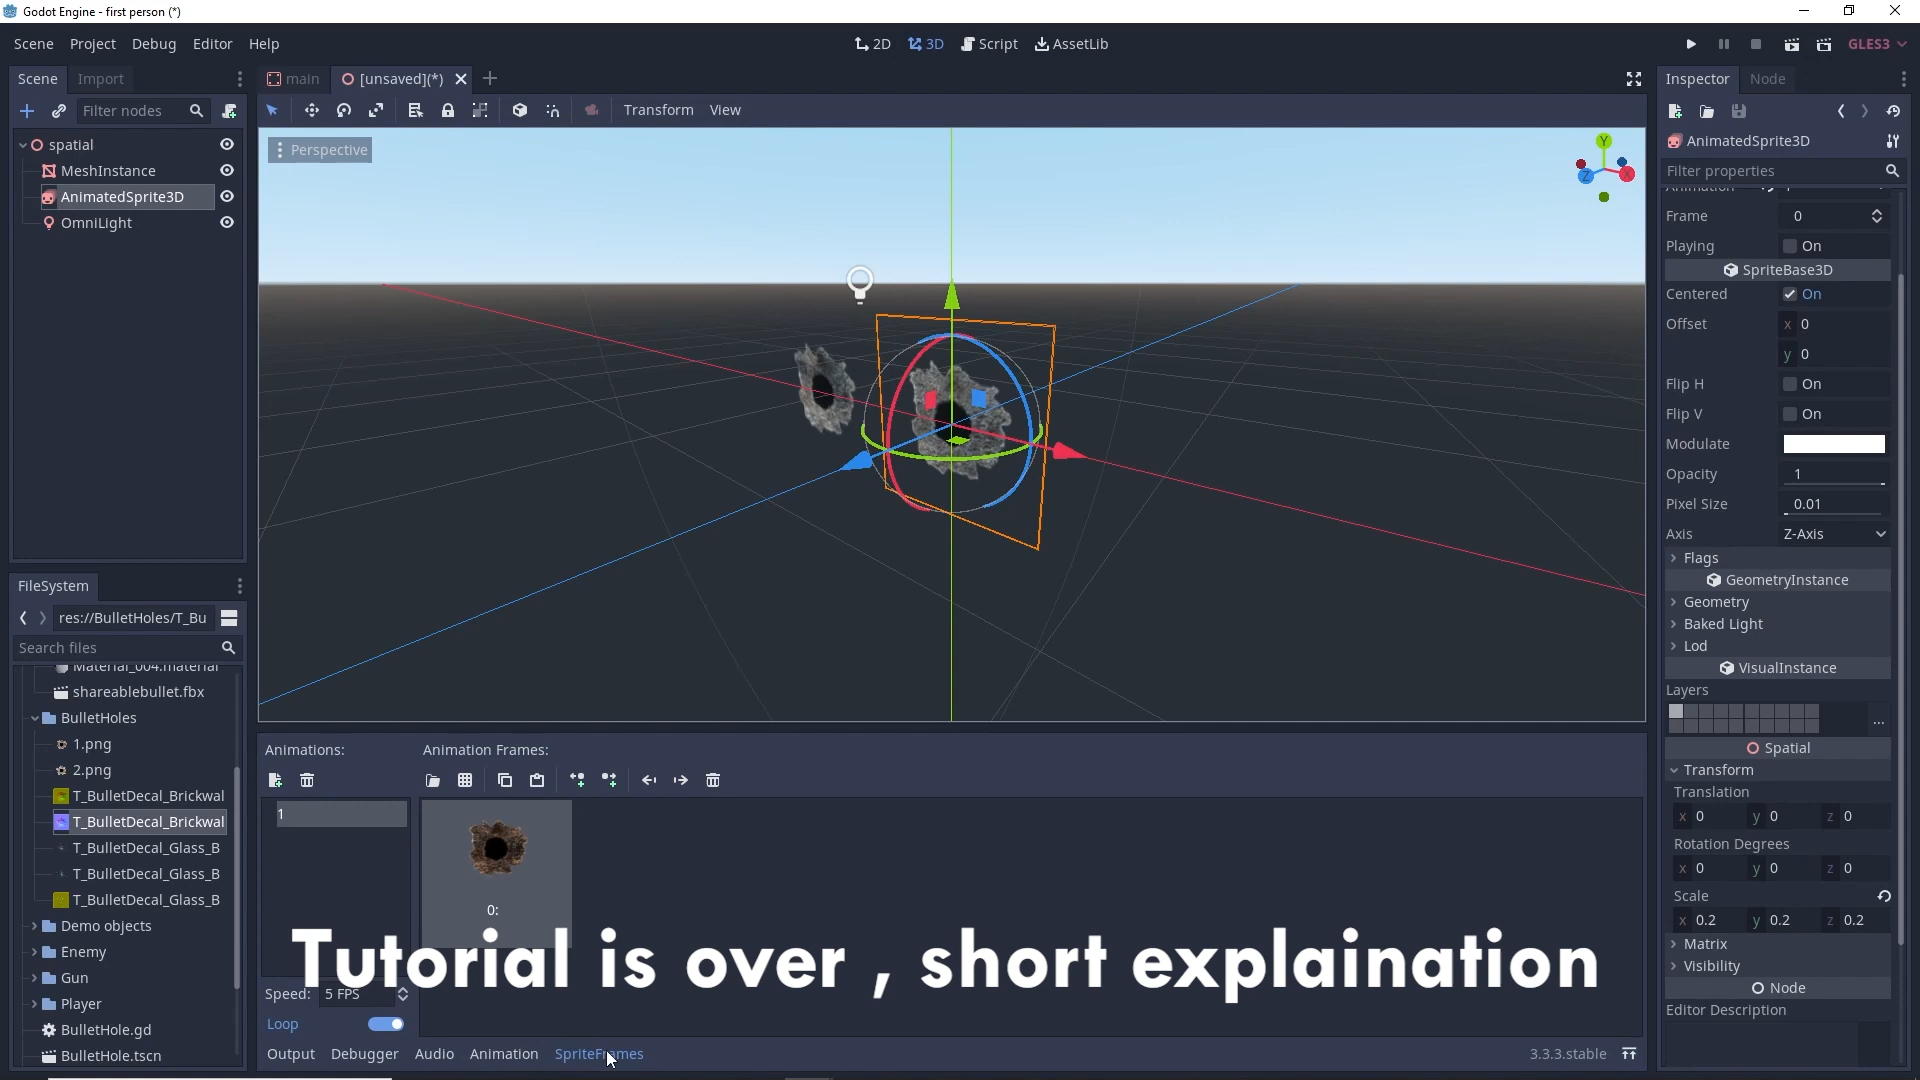 Godot Engine - first person (*)
Scene Project Debug Editor Help
2D 3D Script AssetLib
GLES3
Scene Import
main [unsaved](*)
Inspector Node
Filter nodes
Transform View
spatial
MeshInstance
AnimatedSprite3D
OmniLight
Perspective
Y
Z
X
AnimatedSprite3D
Filter properties
Frame 0
Playing On
SpriteBase3D
Centered On
Offset x 0
y 0
Flip H On
Flip V On
Modulate
Opacity 1
Pixel Size 0.01
Axis Z-Axis
Flags
GeometryInstance
Geometry
Baked Light
Lod
VisualInstance
Layers
...
Spatial
Transform
Translation
x 0 y 0 z 0
Rotation Degrees
x 0 y 0 z 0
Scale
x 0.2 y 0.2 z 0.2
Matrix
Visibility
Node
Editor Description
FileSystem
res://BulletHoles/T_Bu
Search files
Material_004.material
shareablebullet.fbx
BulletHoles
1.png
2.png
T_BulletDecal_Brickwal
T_BulletDecal_Brickwal
T_BulletDecal_Glass_B
T_BulletDecal_Glass_B
T_BulletDecal_Glass_B
Demo objects
Enemy
Gun
Player
BulletHole.gd
BulletHole.tscn
Animations: Animation Frames:
1
0:
Tutorial is over , short explaination
Speed: 5 FPS
Loop
Output Debugger Audio Animation SpriteFrames
3.3.3.stable